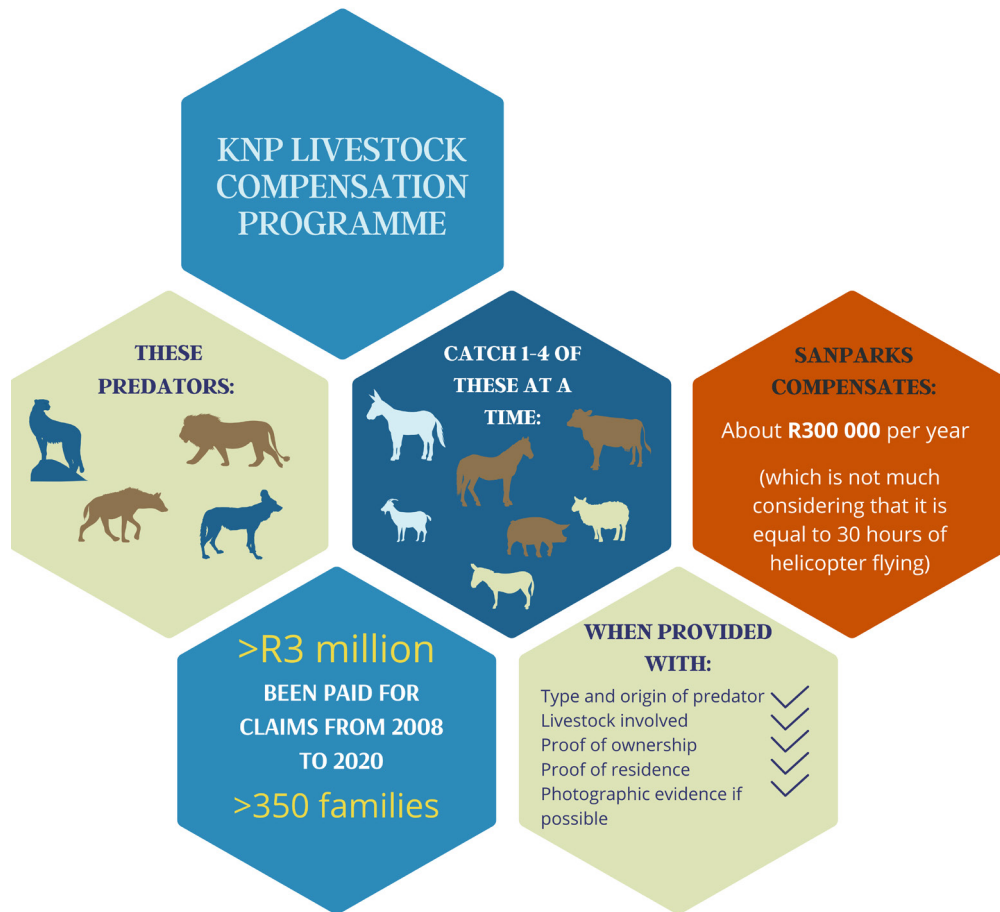 KNP LIVESTOCK
COMPENSATION
PROGRAMME
THESE
PREDATORS:
CATCH 1-4 OF
THESE AT A
TIME:
SANPARKS
COMPENSATES:
About R300 000 per year
(which is not much
considering that it is
equal to 30 hours of
helicopter flying)
>R3 million
BEEN PAID FOR
CLAIMS FROM 2008
TO 2020
>350 families
WHEN PROVIDED
WITH:
Type and origin of predator
Livestock involved
Proof of ownership
Proof of residence
Photographic evidence if
possible